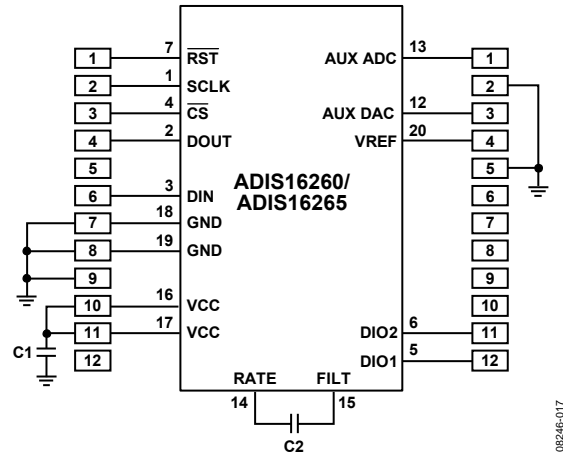 1 7 RST AUX ADC 13 1
2 1 SCLK 2
3 4 CS AUX DAC 12 3
4 2 DOUT VREF 20 4
5 5
ADIS16260/
ADIS16265
6 3 DIN 6
7 18 GND 7
8 19 GND 8
9 9
10 16 VCC 10
11 17 VCC DIO2 6 11
C1
12 DIO1 5 12
RATE FILT
14 15
C2
08246-017